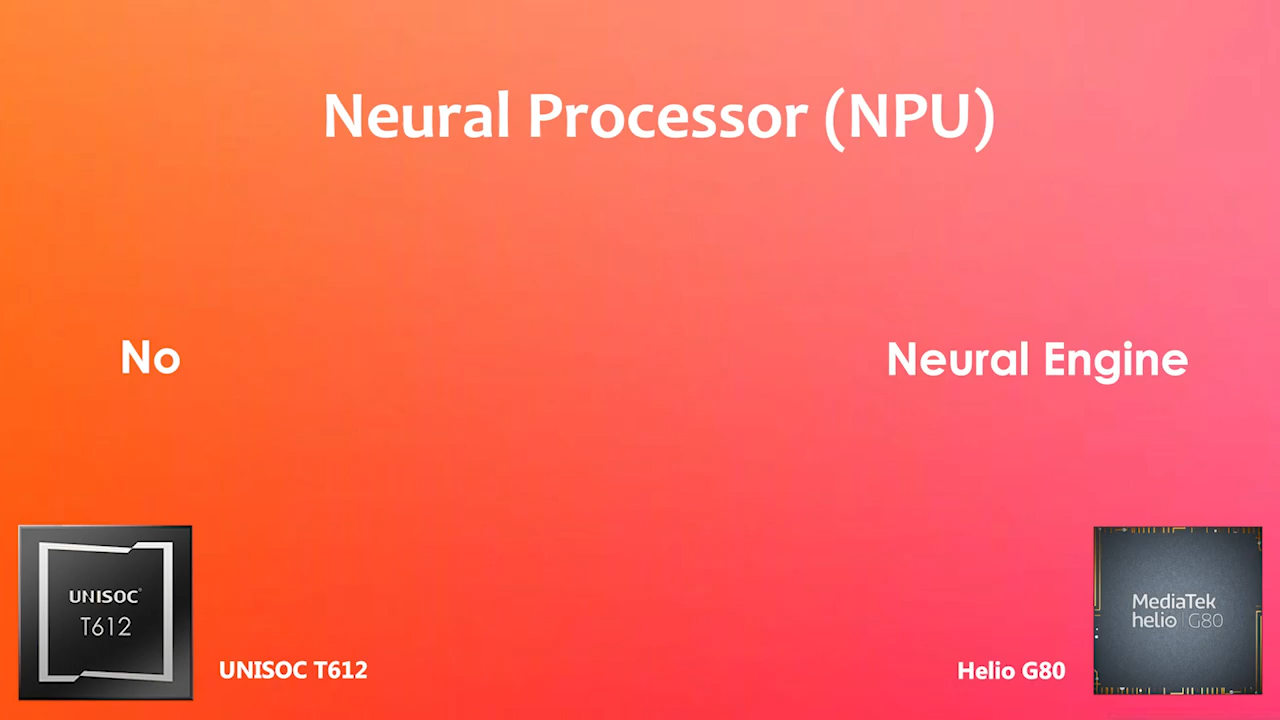 Neural Processor (NPU)
No
Neural Engine
UNISOC®
T612
UNISOC T612
Helio G80
MediaTek
helio G80